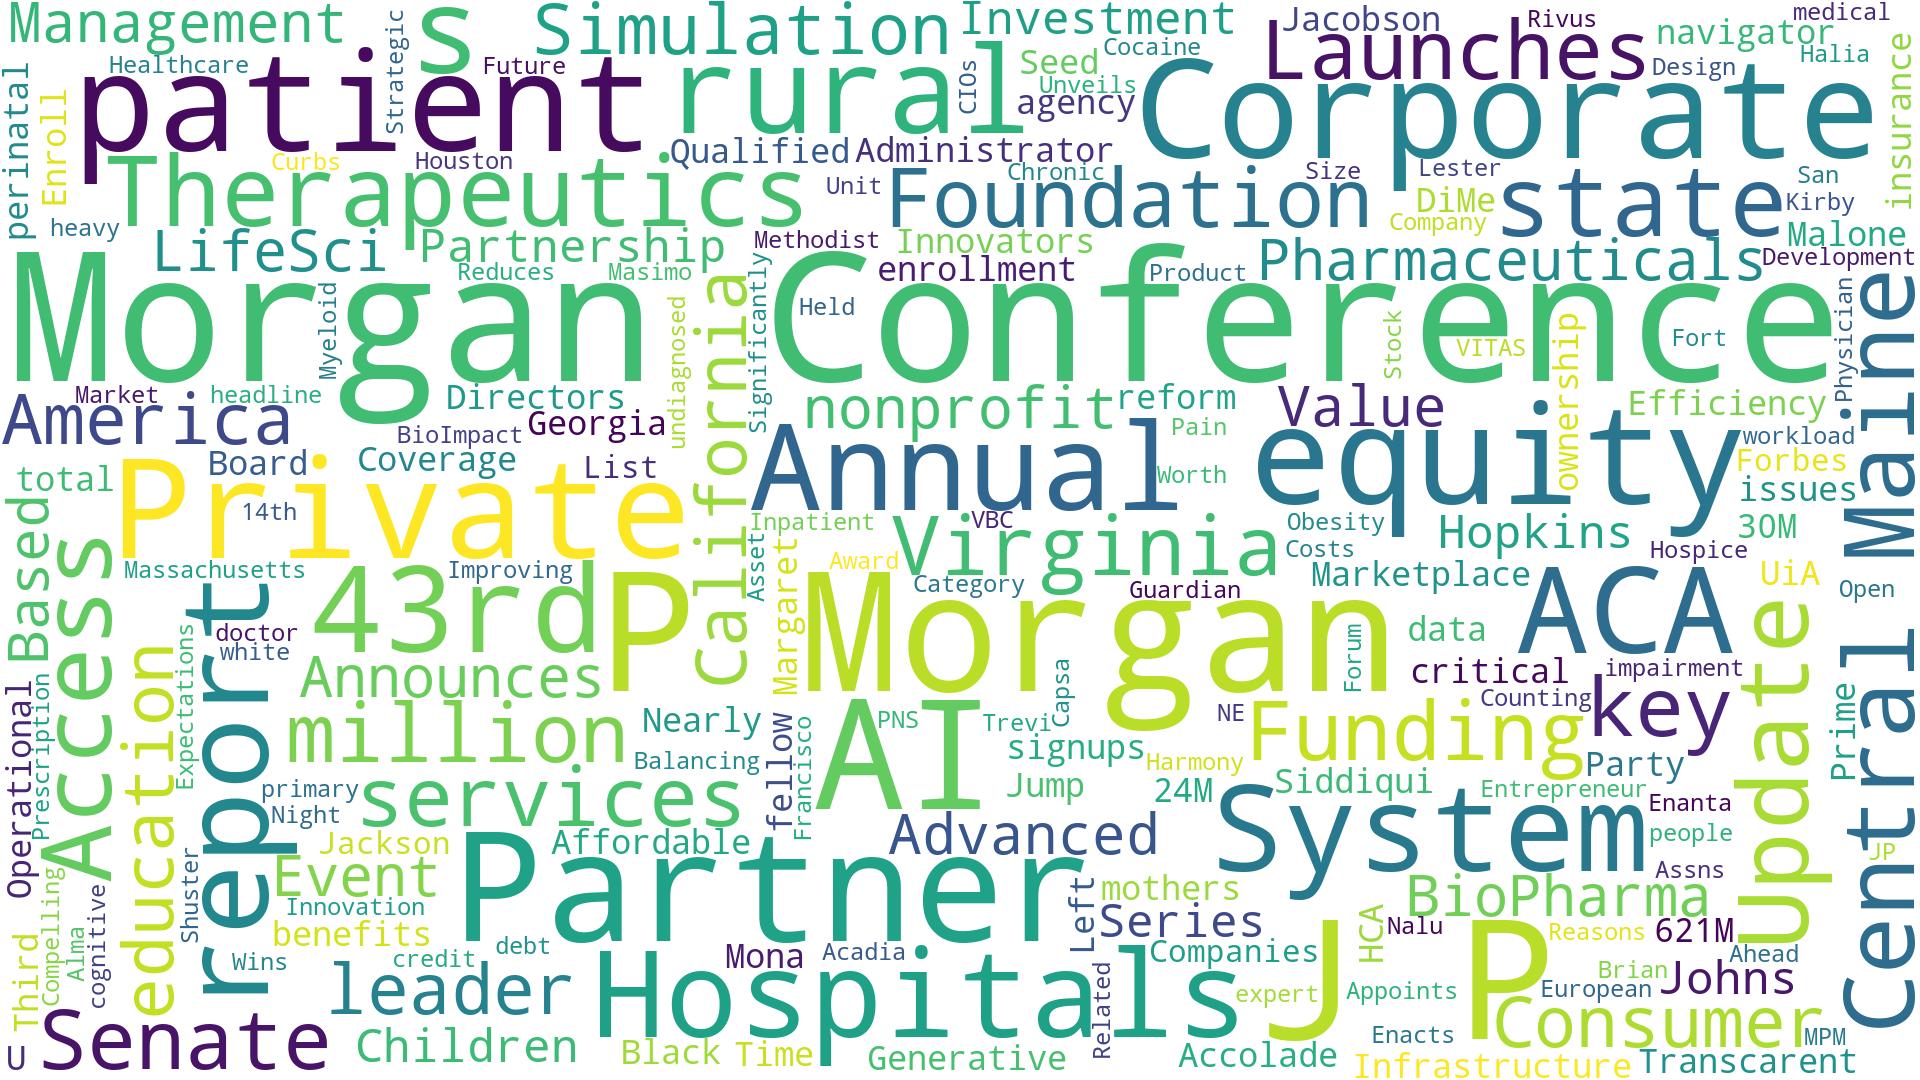 Management
s
Simulation
Investment
Jacobson
Rivus
medical
Healthcare
Strategic
Future
Seed
Cocaine
Launches
navigator
Halia
perinatal
Enroll
patient
rural
CIOs
Unveils
agency
Corporate
Design
insurance
Curbs
Houston
Qualified
Administrator
Therapeutics
Unit
Foundation
Chronic
Size
Lester
DiMe
Company
state
San
Kirby
heavy
LifeSci
Partnership
Methodist
Innovators
Malone
Reduces
Masimo
enrollment
Product
Pharmaceuticals
Development
Morgan
Myeloid
undiagnosed
California
Significantly
Held
Conference
Stock
VITAS
ownership
Fort
Physician
Market
headline
Directors
nonprofit
reform
Value
Efficiency
America
BioImpact
Georgia
Pain
workload
Board
Coverage
List
Annual
Worth
equity
Forbes
total
Private
14th
issues
Central Maine
Based
Access
Inpatient
VBC
Virginia
Obesity
Costs
Hopkins
30M
Massachusetts
Improving
Asset
Margaret
Award
Category
Guardian
Marketplace
Hospice
UiA
Open
43rd
P Morgan
ACA
report
education
doctor
white
Expectations
Announces
Capsa
Forum
data
critical
impairment
Update
Operational
Prescription
million
Nearly
fellow
Francisco
AI
PNS
Trevi
signups
NE
Funding
Counting
key
Balancing
Harmony
Party
Prime
primary
Night
services
Jump
24M
Siddiqui
Entrepreneur
Enanta
Jackson
Affordable
Advanced
System
people
JP
Shuster
Event
Partner
mothers
BioPharma
Assns
Innovation
Left
Series
Third
Compelling
Alma
cognitive
benefits
HCA
Nalu
Reasons
621M
Wins
credit
debt
Mona
Acadia
Companies
J P
Ahead
leader
Hospitals
expert
Appoints
Brian
European
Johns
U
Senate
Children
Black
Time
Generative
Related
Accolade
Enacts
Consumer
MPM
Infrastructure
Transcarent